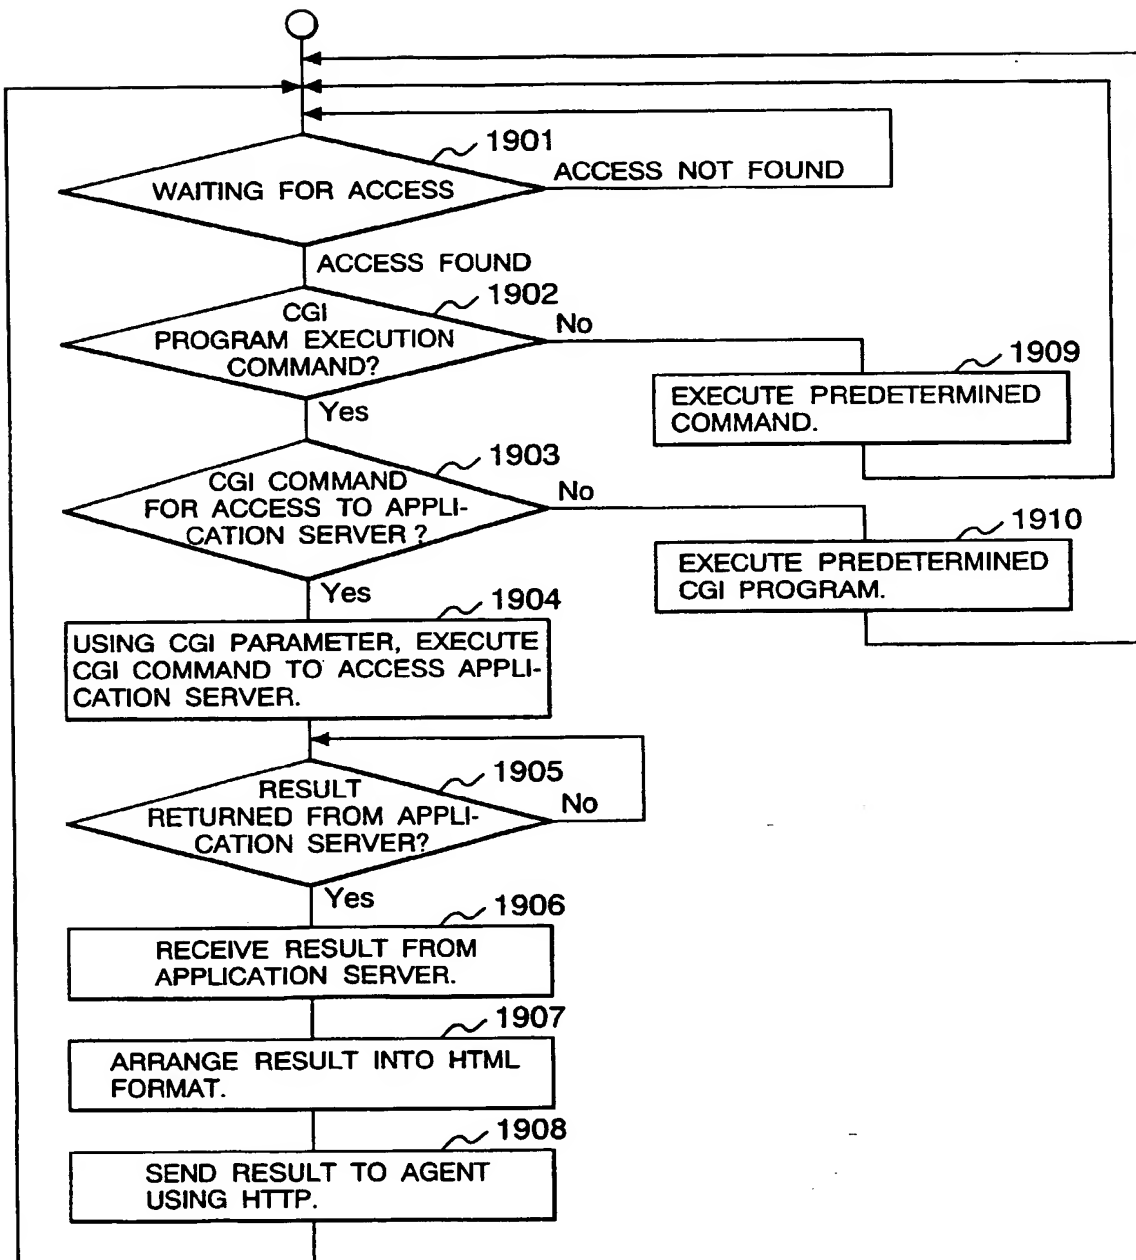 1901
WAITING FOR ACCESS
ACCESS NOT FOUND
ACCESS FOUND
1902
CGI
PROGRAM EXECUTION
COMMAND?
No
Yes
1909
EXECUTE PREDETERMINED
COMMAND.
1903
CGI COMMAND
FOR ACCESS TO APPLI-
CATION SERVER?
No
Yes
1910
EXECUTE PREDETERMINED
CGI PROGRAM.
1904
USING CGI PARAMETER, EXECUTE
CGI COMMAND TO ACCESS APPLI-
CATION SERVER.
1905
RESULT
RETURNED FROM APPLI-
CATION SERVER?
No
Yes
1906
RECEIVE RESULT FROM
APPLICATION SERVER.
1907
ARRANGE RESULT INTO HTML
FORMAT.
1908
SEND RESULT TO AGENT
USING HTTP.